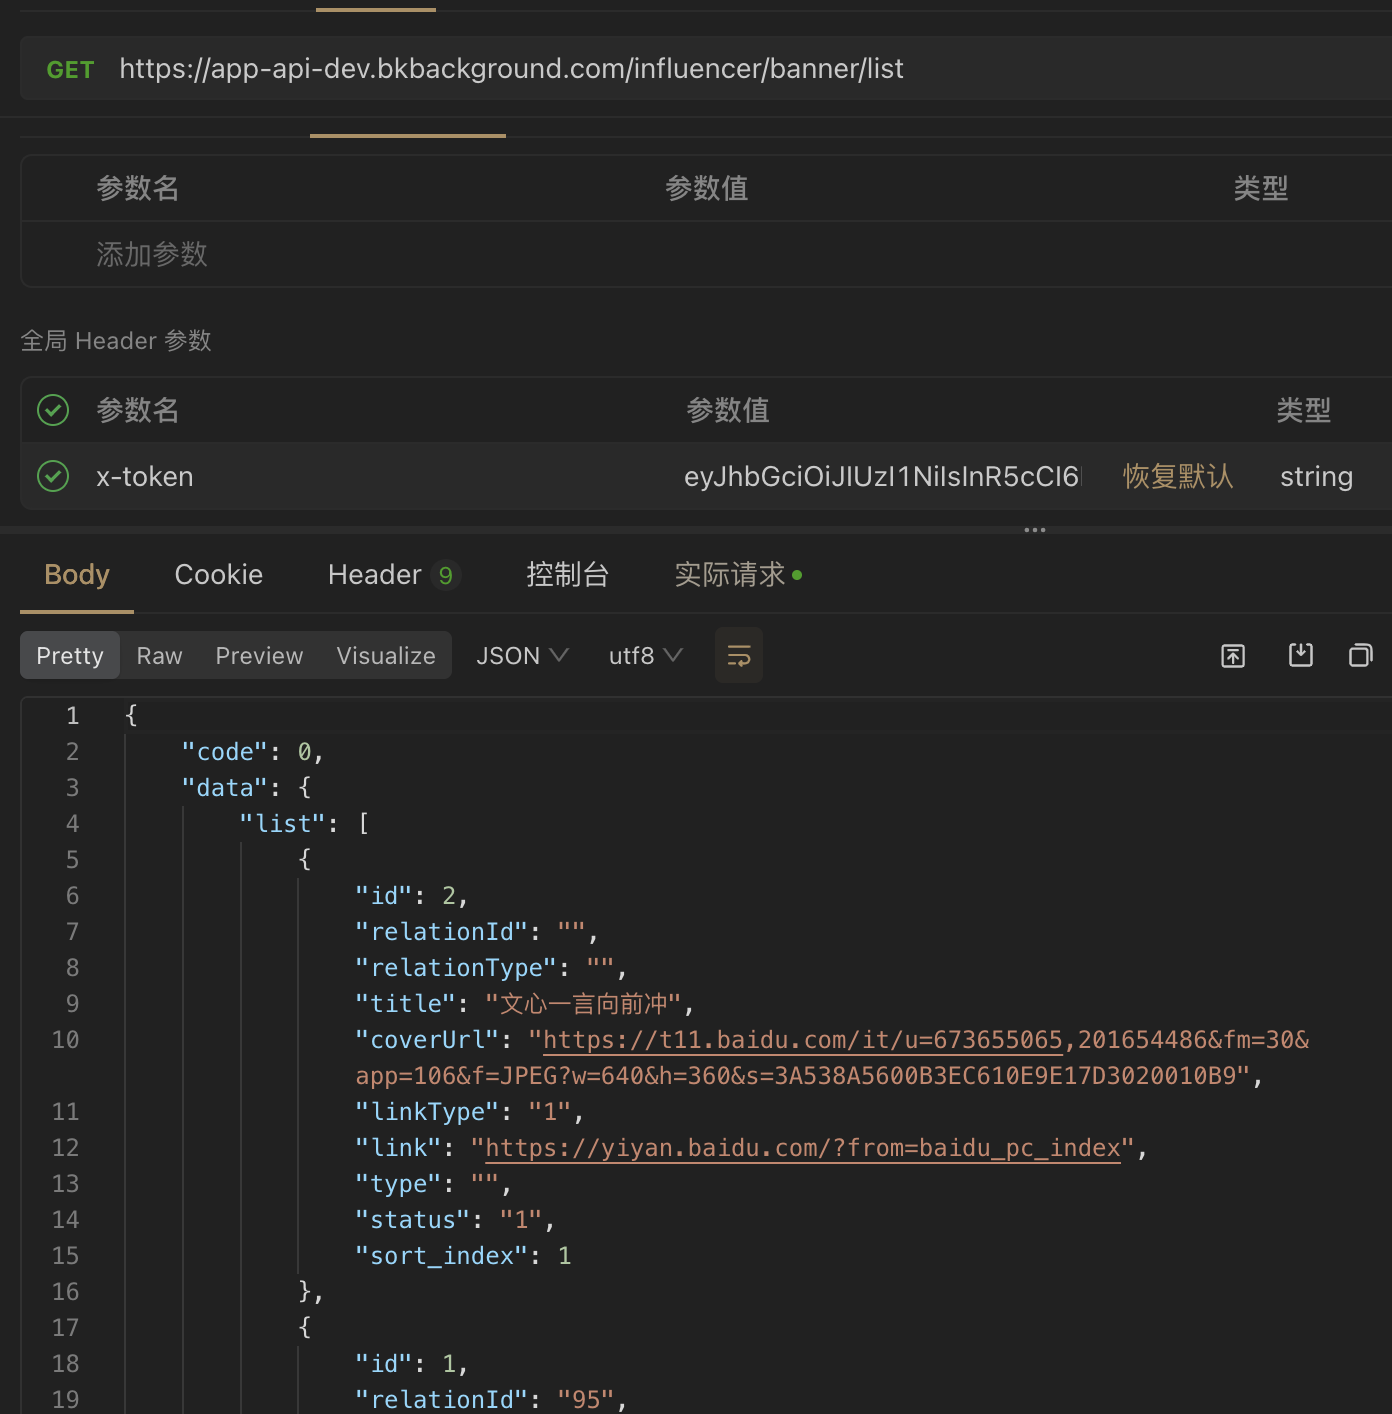 GET https://app-api-dev.bkbackground.com/influencer/banner/list
参数名 参数值 类型
添加参数
全局 Header 参数
参数名 参数值 类型
x-token eyJhbGciOiJIUzI1NiIsInR5cCI6 恢复默认 string
Body Cookie Header 9 控制台 实际请求
Pretty Raw Preview Visualize JSON utf8
1 {
2 "code": 0,
3 "data": {
4 "list": [
5 {
6 "id": 2,
7 "relationId": "",
8 "relationType": "",
9 "title": "文心一言向前冲",
10 "coverUrl": "https://t11.baidu.com/it/u=673655065,201654486&fm=30&
app=106&f=JPEG?w=640&h=360&s=3A538A5600B3EC610E9E17D3020010B9",
11 "linkType": "1",
12 "link": "https://yiyan.baidu.com/?from=baidu_pc_index",
13 "type": "",
14 "status": "1",
15 "sort_index": 1
16 },
17 {
18 "id": 1,
19 "relationId": "95",